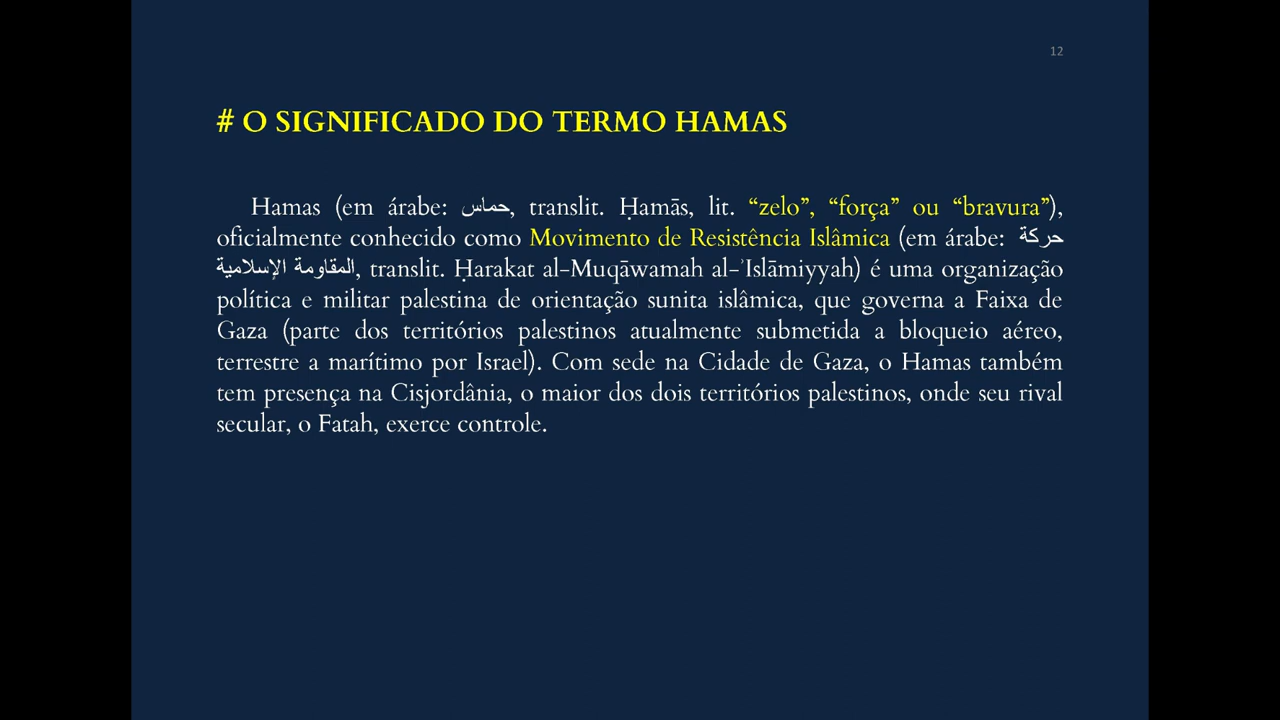 12
# O SIGNIFICADO DO TERMO HAMAS
Hamas (em árabe: حماس, translit. Ḥamās, lit. “zelo”, “força” ou “bravura”),
oficialmente conhecido como Movimento de Resistência Islâmica (em árabe: حركة
المقاومة الإسلامية, translit. Ḥarakat al-Muqāwamah al-ʾIslāmiyyah) é uma organização
política e militar palestina de orientação sunita islâmica, que governa a Faixa de
Gaza (parte dos territórios palestinos atualmente submetida a bloqueio aéreo,
terrestre a marítimo por Israel). Com sede na Cidade de Gaza, o Hamas também
tem presença na Cisjordânia, o maior dos dois territórios palestinos, onde seu rival
secular, o Fatah, exerce controle.